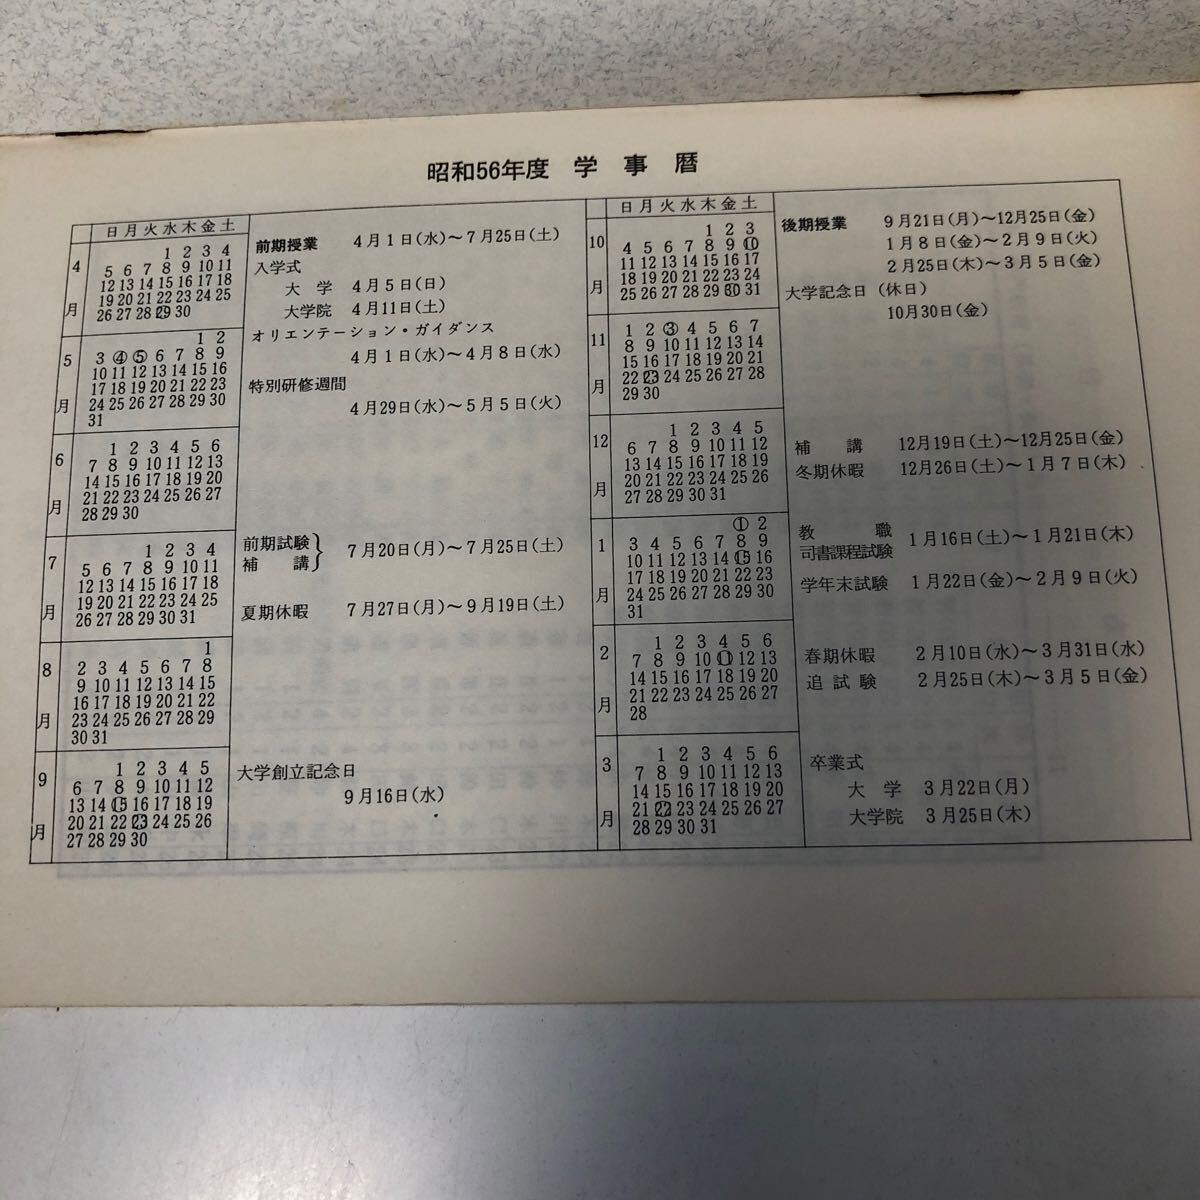 昭和56年度 学 事 暦
日 月 火 水 木 金 土
4月
1 2 3 4
5 6 7 8 9 10 11
12 13 14 15 16 17 18
19 20 21 22 23 24 25
26 27 28 29 30
前期授業 4月1日(水)～7月25日(土)
入学式
大 学 4月5日(日)
大学院 4月11日(土)
オリエンテーション・ガイダンス
4月1日(水)～4月8日(水)
特別研修週間
4月29日(水)～5月5日(火)
5月
1 2
3 ④ ⑤ 6 7 8 9
10 11 12 13 14 15 16
17 18 19 20 21 22 23
24 25 26 27 28 29 30
31
6月
1 2 3 4 5 6
7 8 9 10 11 12 13
14 15 16 17 18 19 20
21 22 23 24 25 26 27
28 29 30
7月
1 2 3 4
5 6 7 8 9 10 11
12 13 14 15 16 17 18
19 20 21 22 23 24 25
26 27 28 29 30 31
前期試験
補 講 } 7月20日(月)～7月25日(土)
夏期休暇 7月27日(月)～9月19日(土)
8月
1
2 3 4 5 6 7 8
9 10 11 12 13 14 15
16 17 18 19 20 21 22
23 24 25 26 27 28 29
30 31
9月
1 2 3 4 5
6 7 8 9 10 11 12
13 14 ⑮ 16 17 18 19
20 21 22 ㉓ 24 25 26
27 28 29 30
大学創立記念日
9月16日(水)
日 月 火 水 木 金 土
10月
1 2 3
4 5 6 7 8 9 ⑩
11 12 13 14 15 16 17
18 19 20 21 22 23 24
25 26 27 28 29 30 31
後期授業 9月21日(月)～12月25日(金)
1月8日(金)～2月9日(火)
2月25日(木)～3月5日(金)
大学記念日(休日)
10月30日(金)
11月
1 2 ③ 4 5 6 7
8 9 10 11 12 13 14
15 16 17 18 19 20 21
22 ㉓ 24 25 26 27 28
29 30
12月
1 2 3 4 5
6 7 8 9 10 11 12
13 14 15 16 17 18 19
20 21 22 23 24 25 26
27 28 29 30 31
補 講 12月19日(土)～12月25日(金)
冬期休暇 12月26日(土)～1月7日(木)
1月
① 2
3 4 5 6 7 8 9
10 11 12 13 14 ⑮ 16
17 18 19 20 21 22 23
24 25 26 27 28 29 30
31
教 職
司書課程試験 1月16日(土)～1月21日(木)
学年末試験 1月22日(金)～2月9日(火)
2月
1 2 3 4 5 6
7 8 9 10 ⑪ 12 13
14 15 16 17 18 19 20
21 22 23 24 25 26 27
28
春期休暇 2月10日(水)～3月31日(水)
追試験 2月25日(木)～3月5日(金)
3月
1 2 3 4 5 6
7 8 9 10 11 12 13
14 15 16 17 18 19 20
21 ㉒ 23 24 25 26 27
28 29 30 31
卒業式
大 学 3月22日(月)
大学院 3月25日(木)